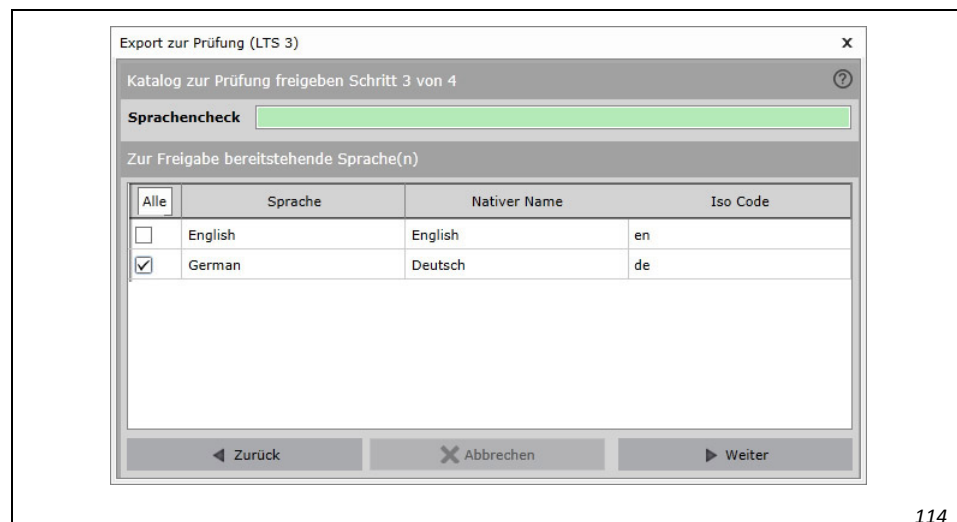 Export zur Prüfung (LTS 3) x
Katalog zur Prüfung freigeben Schritt 3 von 4 ?
Sprachencheck
Zur Freigabe bereitstehende Sprache(n)
Alle Sprache Nativer Name Iso Code
English English en
German Deutsch de
Zurück Abbrechen Weiter
114